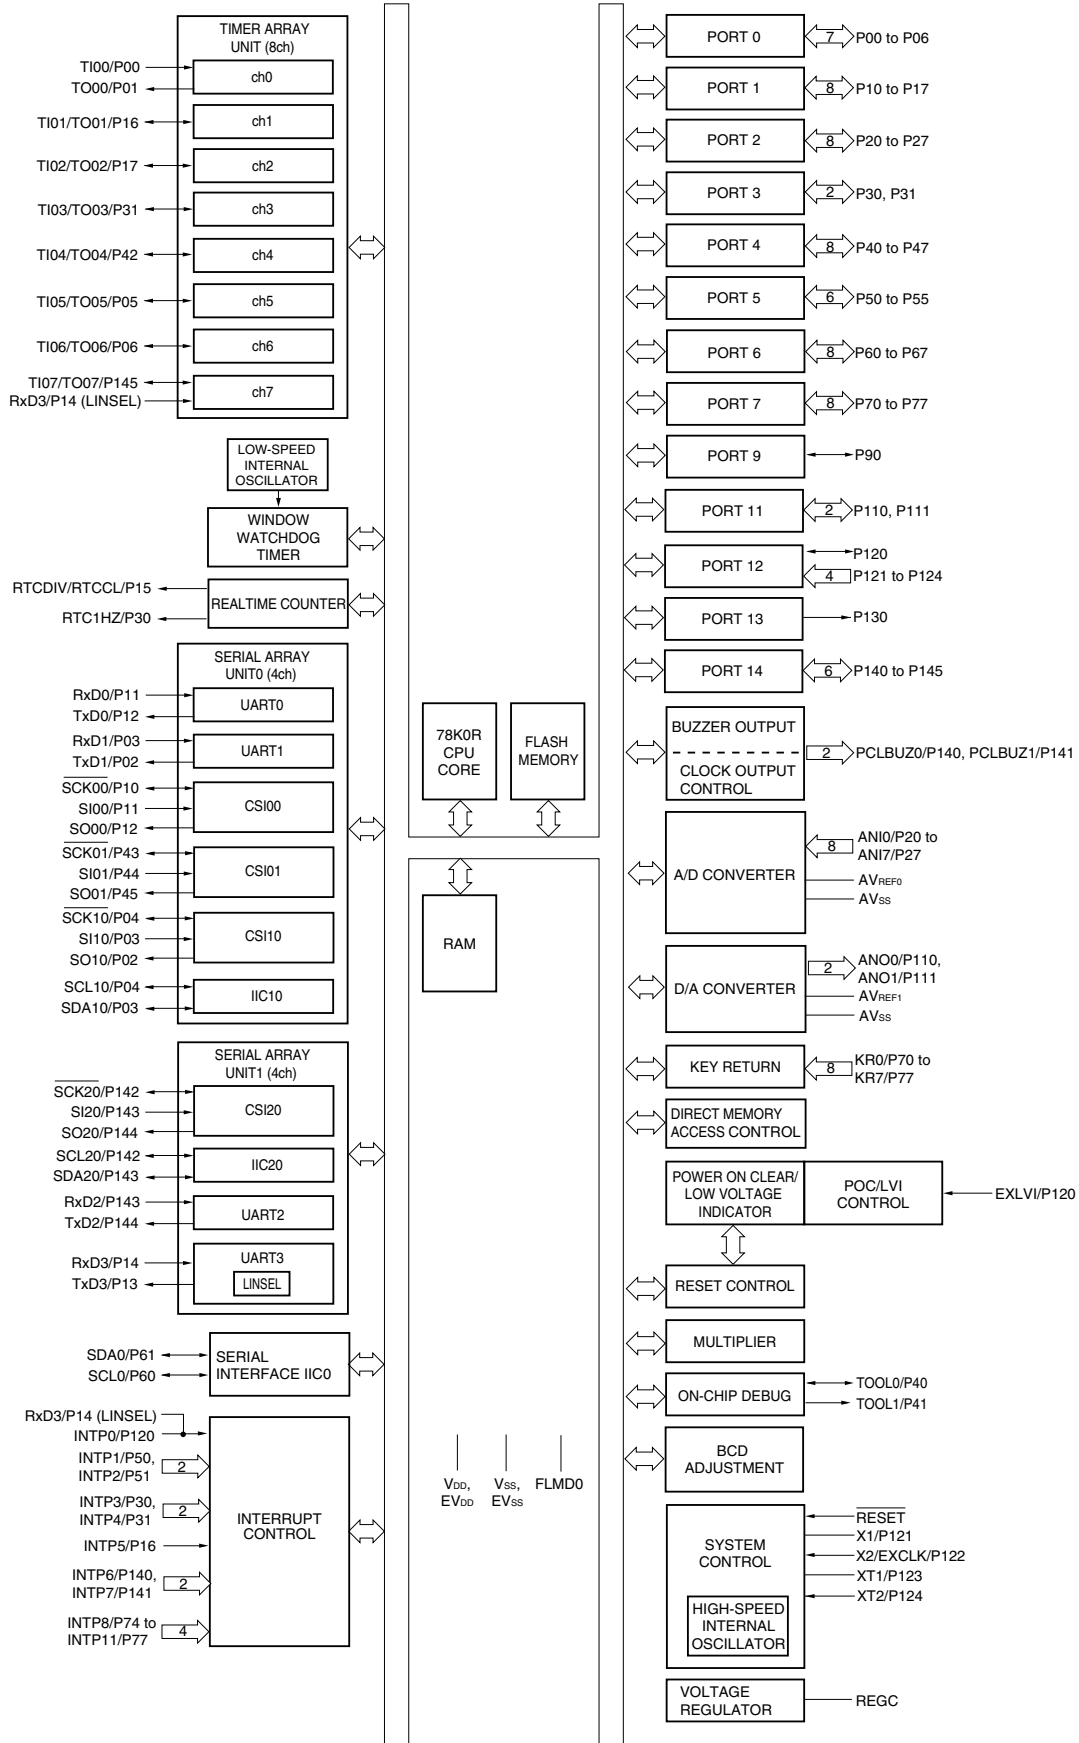 TIMER ARRAY
UNIT (8ch)
TI00/P00
TO00/P01
ch0
TI01/TO01/P16
ch1
TI02/TO02/P17
ch2
TI03/TO03/P31
ch3
TI04/TO04/P42
ch4
TI05/TO05/P05
ch5
TI06/TO06/P06
ch6
TI07/TO07/P145
RxD3/P14 (LINSEL)
ch7
LOW-SPEED
INTERNAL
OSCILLATOR
WINDOW
WATCHDOG
TIMER
RTCDIV/RTCCL/P15
RTC1HZ/P30
REALTIME COUNTER
SERIAL ARRAY
UNIT0 (4ch)
RxD0/P11
TxD0/P12
UART0
RxD1/P03
TxD1/P02
UART1
SCK00/P10
SI00/P11
SO00/P12
CSI00
SCK01/P43
SI01/P44
SO01/P45
CSI01
SCK10/P04
SI10/P03
SO10/P02
CSI10
SCL10/P04
SDA10/P03
IIC10
SERIAL ARRAY
UNIT1 (4ch)
SCK20/P142
SI20/P143
SO20/P144
CSI20
SCL20/P142
SDA20/P143
IIC20
RxD2/P143
TxD2/P144
UART2
RxD3/P14
TxD3/P13
UART3
LINSEL
SDA0/P61
SCL0/P60
SERIAL
INTERFACE IIC0
RxD3/P14 (LINSEL)
INTP0/P120
INTP1/P50,
INTP2/P51
2
INTP3/P30,
INTP4/P31
2
INTP5/P16
INTP6/P140,
INTP7/P141
2
INTP8/P74 to
INTP11/P77
4
INTERRUPT
CONTROL
78K0R
CPU
CORE
FLASH
MEMORY
RAM
VDD,
EVDD
VSS,
EVSS
FLMD0
PORT 0
7
P00 to P06
PORT 1
8
P10 to P17
PORT 2
8
P20 to P27
PORT 3
2
P30, P31
PORT 4
8
P40 to P47
PORT 5
6
P50 to P55
PORT 6
8
P60 to P67
PORT 7
8
P70 to P77
PORT 9
P90
PORT 11
2
P110, P111
PORT 12
P120
4
P121 to P124
PORT 13
P130
PORT 14
6
P140 to P145
BUZZER OUTPUT
CLOCK OUTPUT
CONTROL
2
PCLBUZ0/P140, PCLBUZ1/P141
A/D CONVERTER
8
ANI0/P20 to
ANI7/P27
AVREF0
AVSS
D/A CONVERTER
2
ANO0/P110,
ANO1/P111
AVREF1
AVSS
KEY RETURN
8
KR0/P70 to
KR7/P77
DIRECT MEMORY
ACCESS CONTROL
POWER ON CLEAR/
LOW VOLTAGE
INDICATOR
POC/LVI
CONTROL
EXLVI/P120
RESET CONTROL
MULTIPLIER
ON-CHIP DEBUG
TOOL0/P40
TOOL1/P41
BCD
ADJUSTMENT
SYSTEM
CONTROL
HIGH-SPEED
INTERNAL
OSCILLATOR
RESET
X1/P121
X2/EXCLK/P122
XT1/P123
XT2/P124
VOLTAGE
REGULATOR
REGC